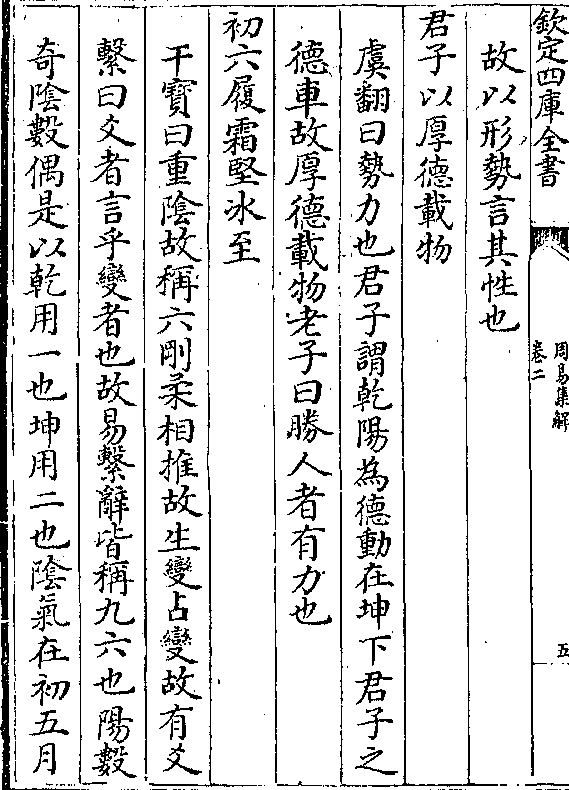 欽定四庫全書
周易集解
卷二
五
故以形勢言其性也
君子以厚德載物
虞翻曰勢力也君子謂乾陽為德動在坤下君子之
德車故厚德載物老子曰勝人者有力也
初六履霜堅冰至
干寶曰重陰故稱六剛柔相推故生變占變故有爻
繫曰爻者言乎變者也故易繫辭皆稱九六也陽數
奇陰數偶是以乾用一也坤用二也陰氣在初五月